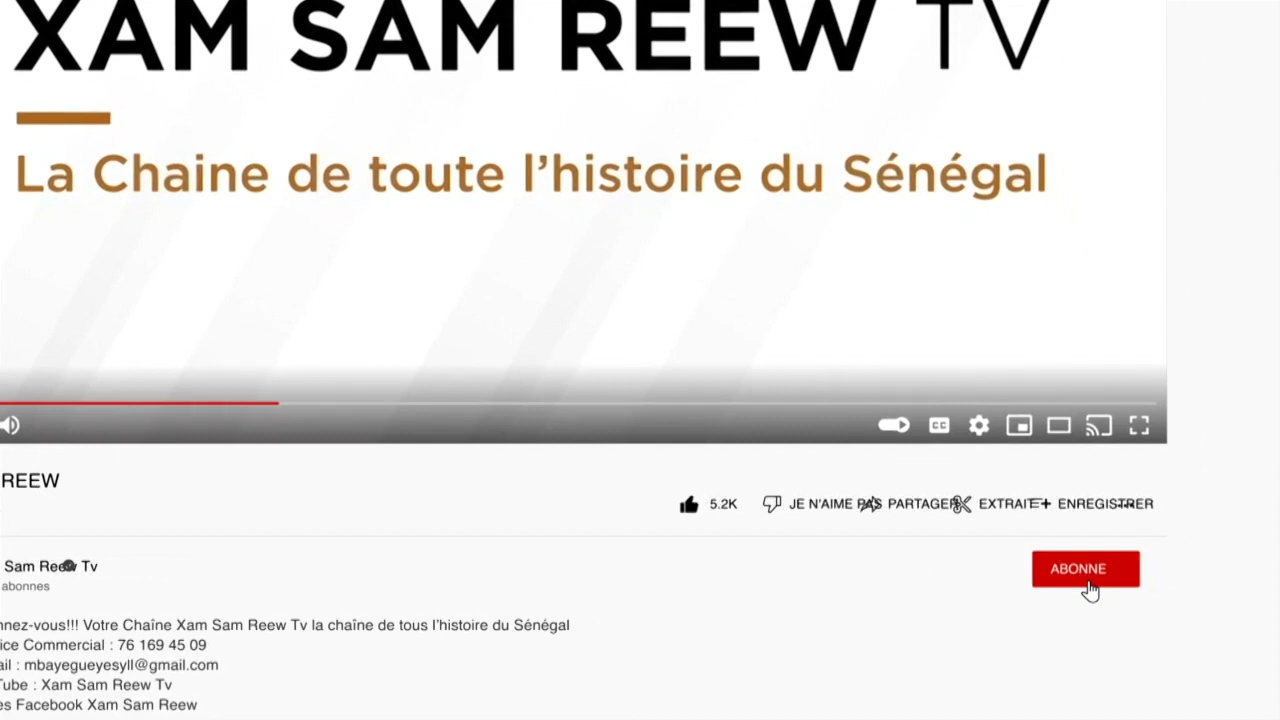 XAM SAM REEW TV
La Chaine de toute l'histoire du Sénégal
CC
REEW
5.2K JE N'AIME PAS PARTAGER EXTRAIT ENREGISTRER
Sam Reew Tv
abonnes
ABONNE
nnez-vous!!! Votre Chaîne Xam Sam Reew Tv la chaîne de tous l'histoire du Sénégal
ice Commercial : 76 169 45 09
ail : mbayegueyesyll@gmail.com
Tube : Xam Sam Reew Tv
es Facebook Xam Sam Reew